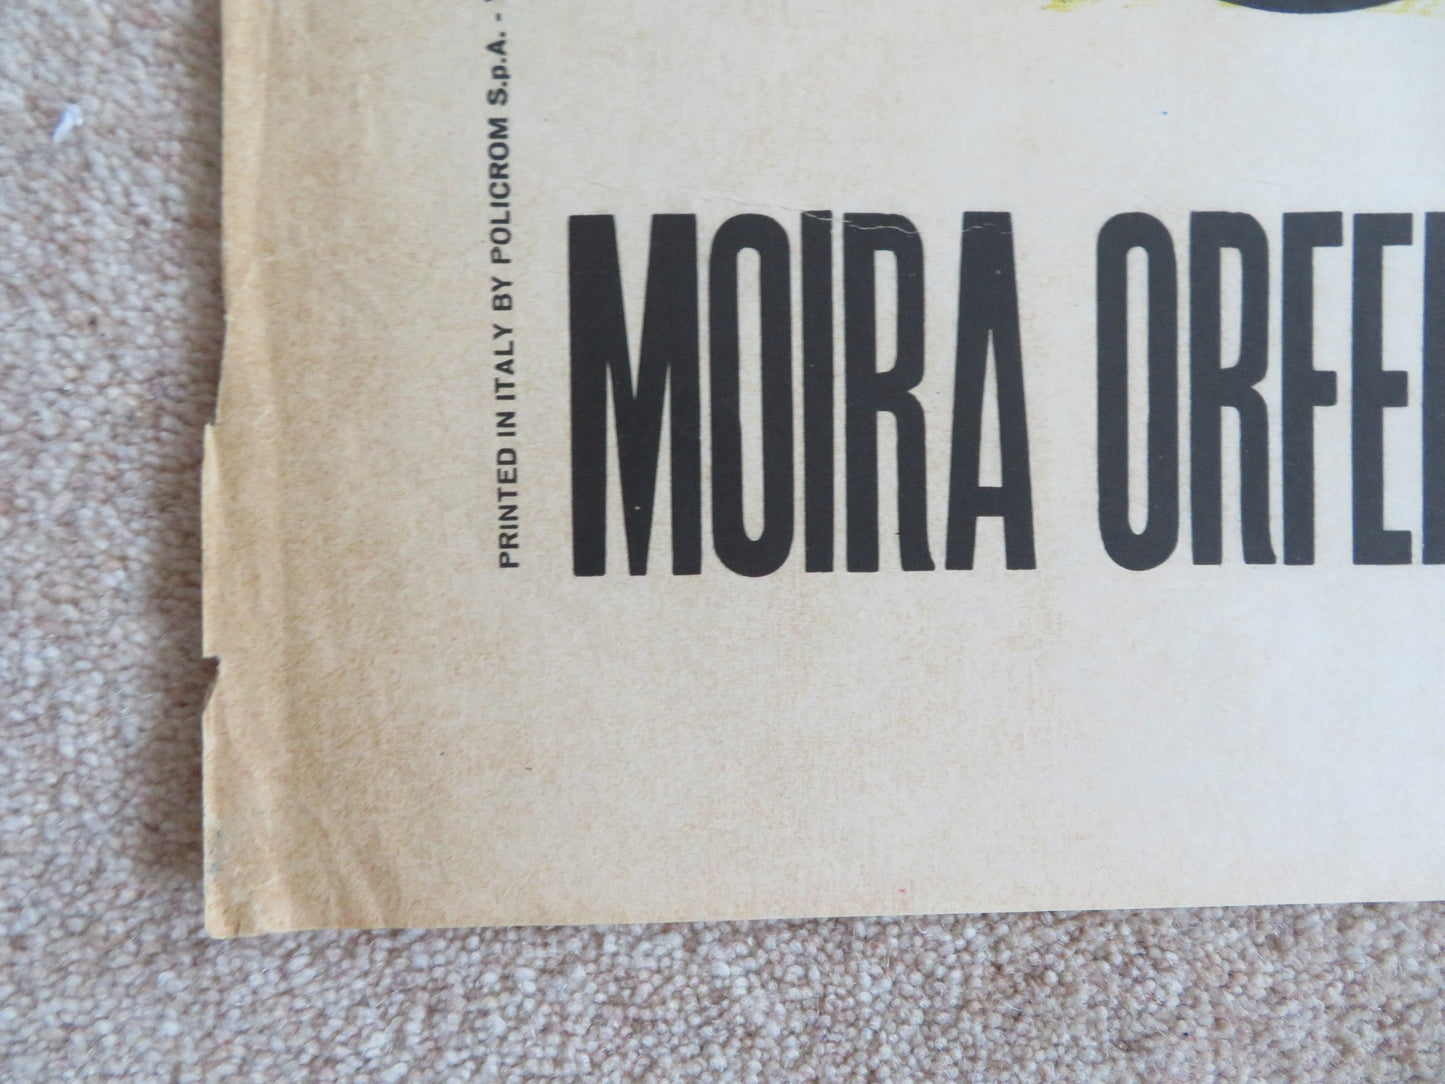 PRINTED IN ITALY BY POLICROM S.p.A. -
MOIRA ORFE